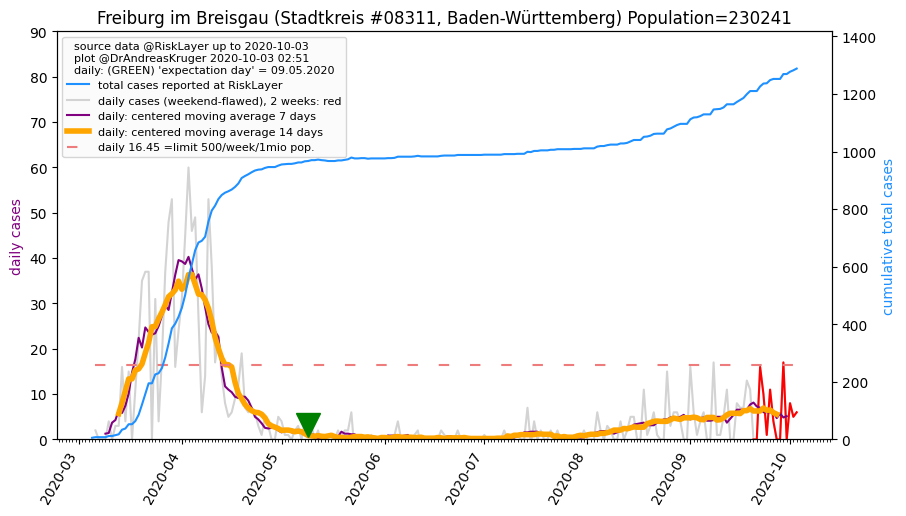 Freiburg im Breisgau (Stadtkreis #08311, Baden-Württemberg) Population=230241
source data @RiskLayer up to 2020-10-03
plot @DrAndreasKruger 2020-10-03 02:51
daily: (GREEN) 'expectation day' = 09.05.2020
total cases reported at RiskLayer
daily cases (weekend-flawed), 2 weeks: red
daily: centered moving average 7 days
daily: centered moving average 14 days
daily 16.45 =limit 500/week/1mio pop.
daily cases
90
80
70
60
50
40
30
20
10
0
1400
1200
1000
800
600
400
200
0
cumulative total cases
2020-03
2020-04
2020-05
2020-06
2020-07
2020-08
2020-09
2020-10